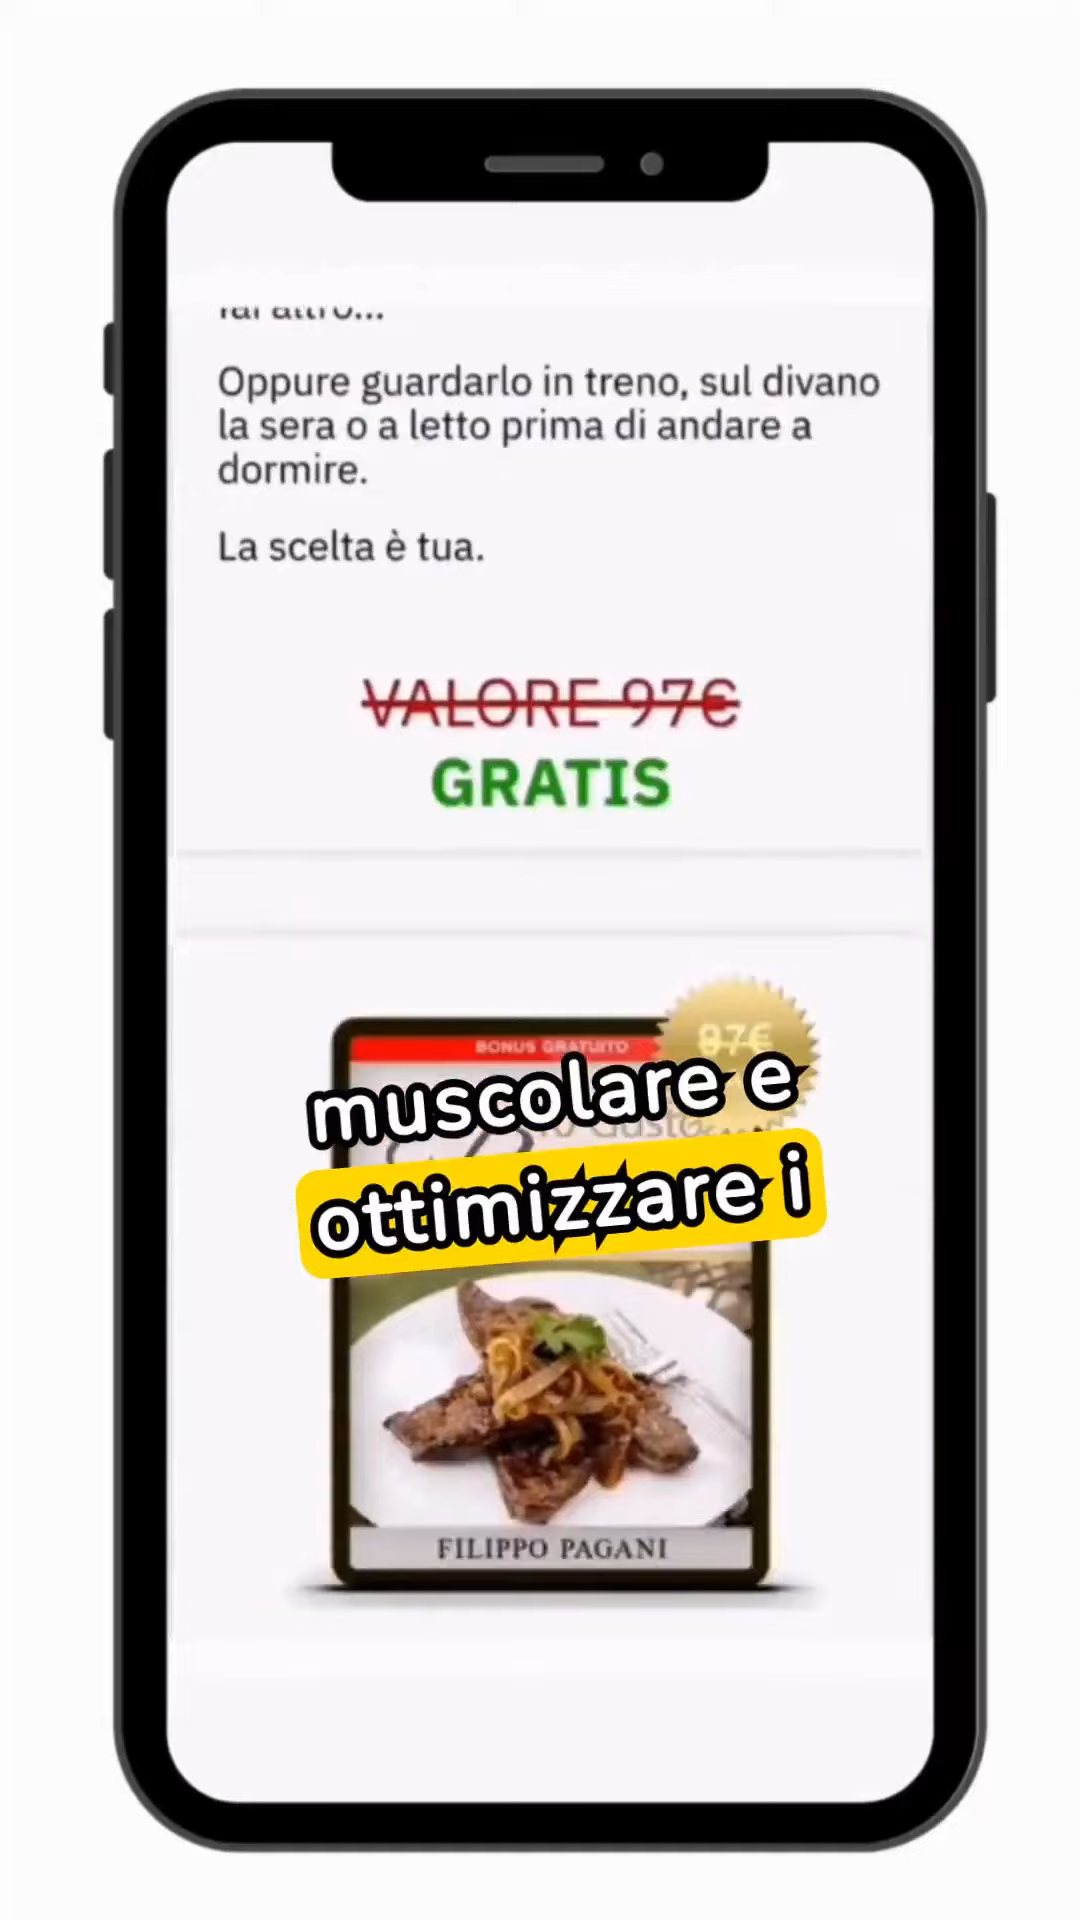 Oppure guardarlo in treno, sul divano
la sera o a letto prima di andare a
dormire.
La scelta è tua.
VALORE 97€
GRATIS
97€
BONUS GRATUITO
muscolare e
ottimizzare i
FILIPPO PAGANI